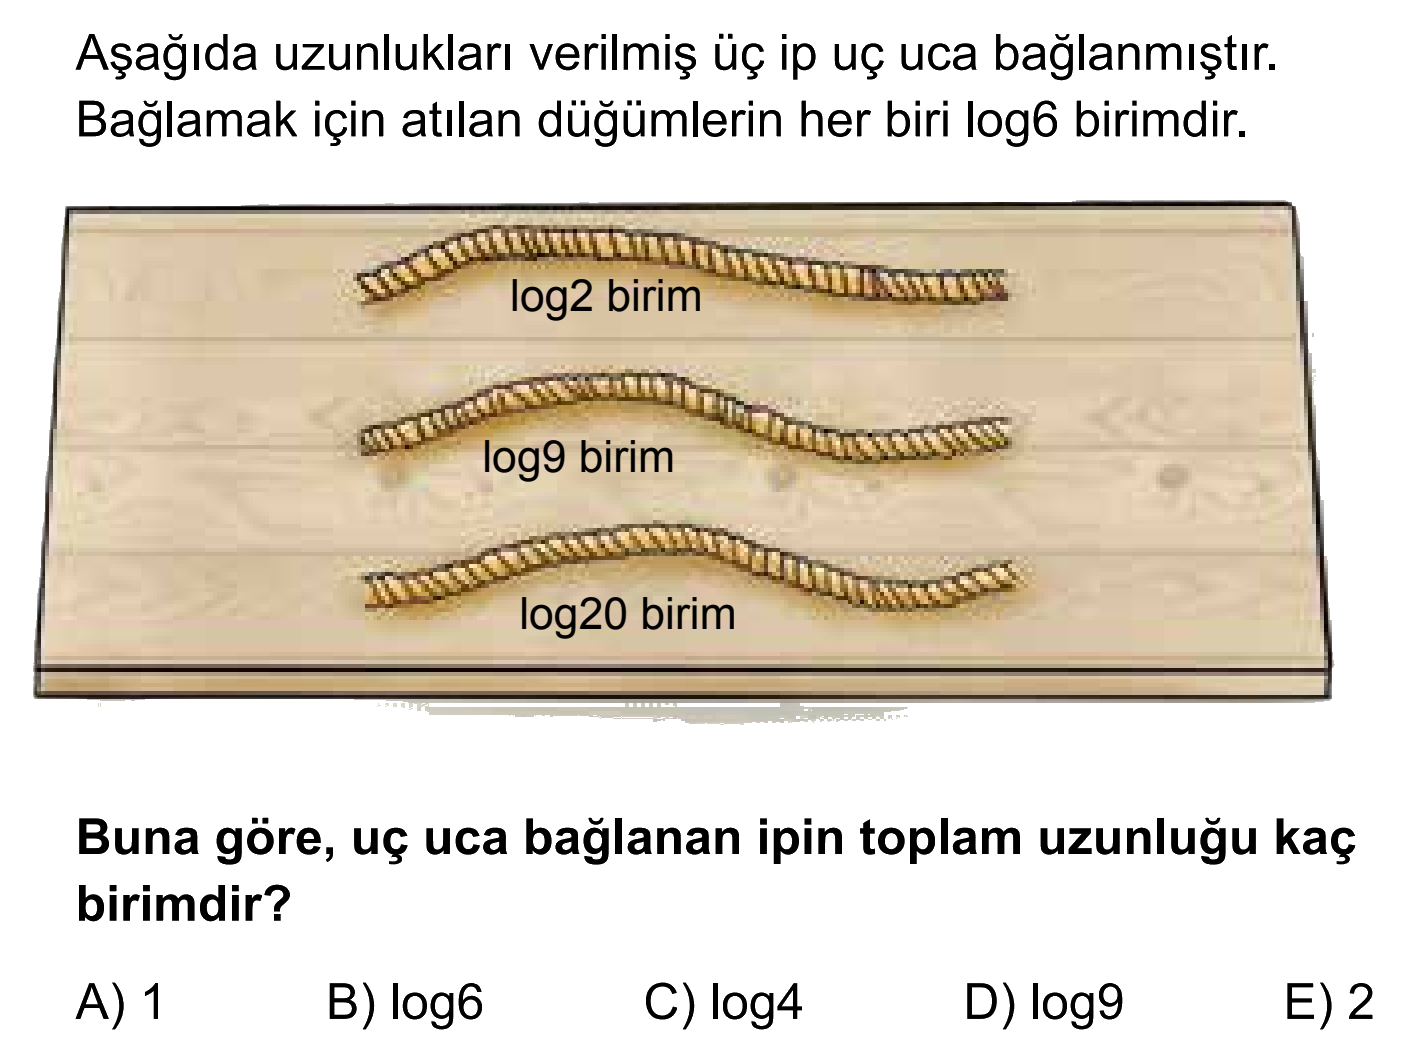 Aşağıda uzunlukları verilmiş üç ip uç uca bağlanmıştır.
Bağlamak için atılan düğümlerin her biri log6 birimdir.
log2 birim
log9 birim
log20 birim
Buna göre, uç uca bağlanan ipin toplam uzunluğu kaç
birimdir?
A) 1 B) log6 C) log4 D) log9 E) 2